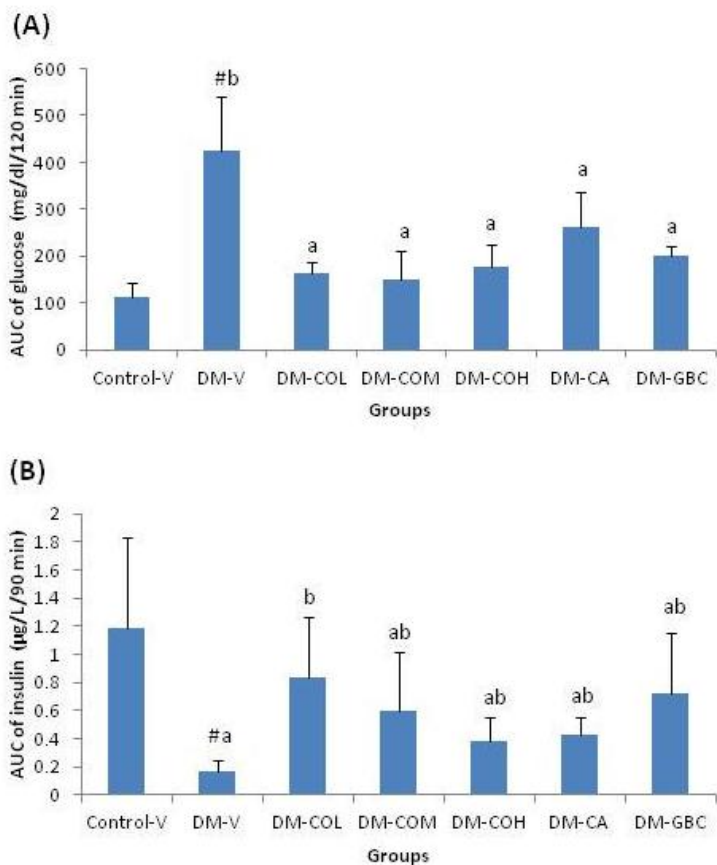 (A)
AUC of glucose (mg/dl/120 min)
600
500
400
300
200
100
0
#b
a
a
a
a
a
Control-V DM-V DM-COL DM-COM DM-COH DM-CA DM-GBC
Groups
(B)
AUC of insulin (µg/L/90 min)
2
1.8
1.6
1.4
1.2
1
0.8
0.6
0.4
0.2
0
#a
b
ab
ab
ab
ab
Control-V DM-V DM-COL DM-COM DM-COH DM-CA DM-GBC
Groups